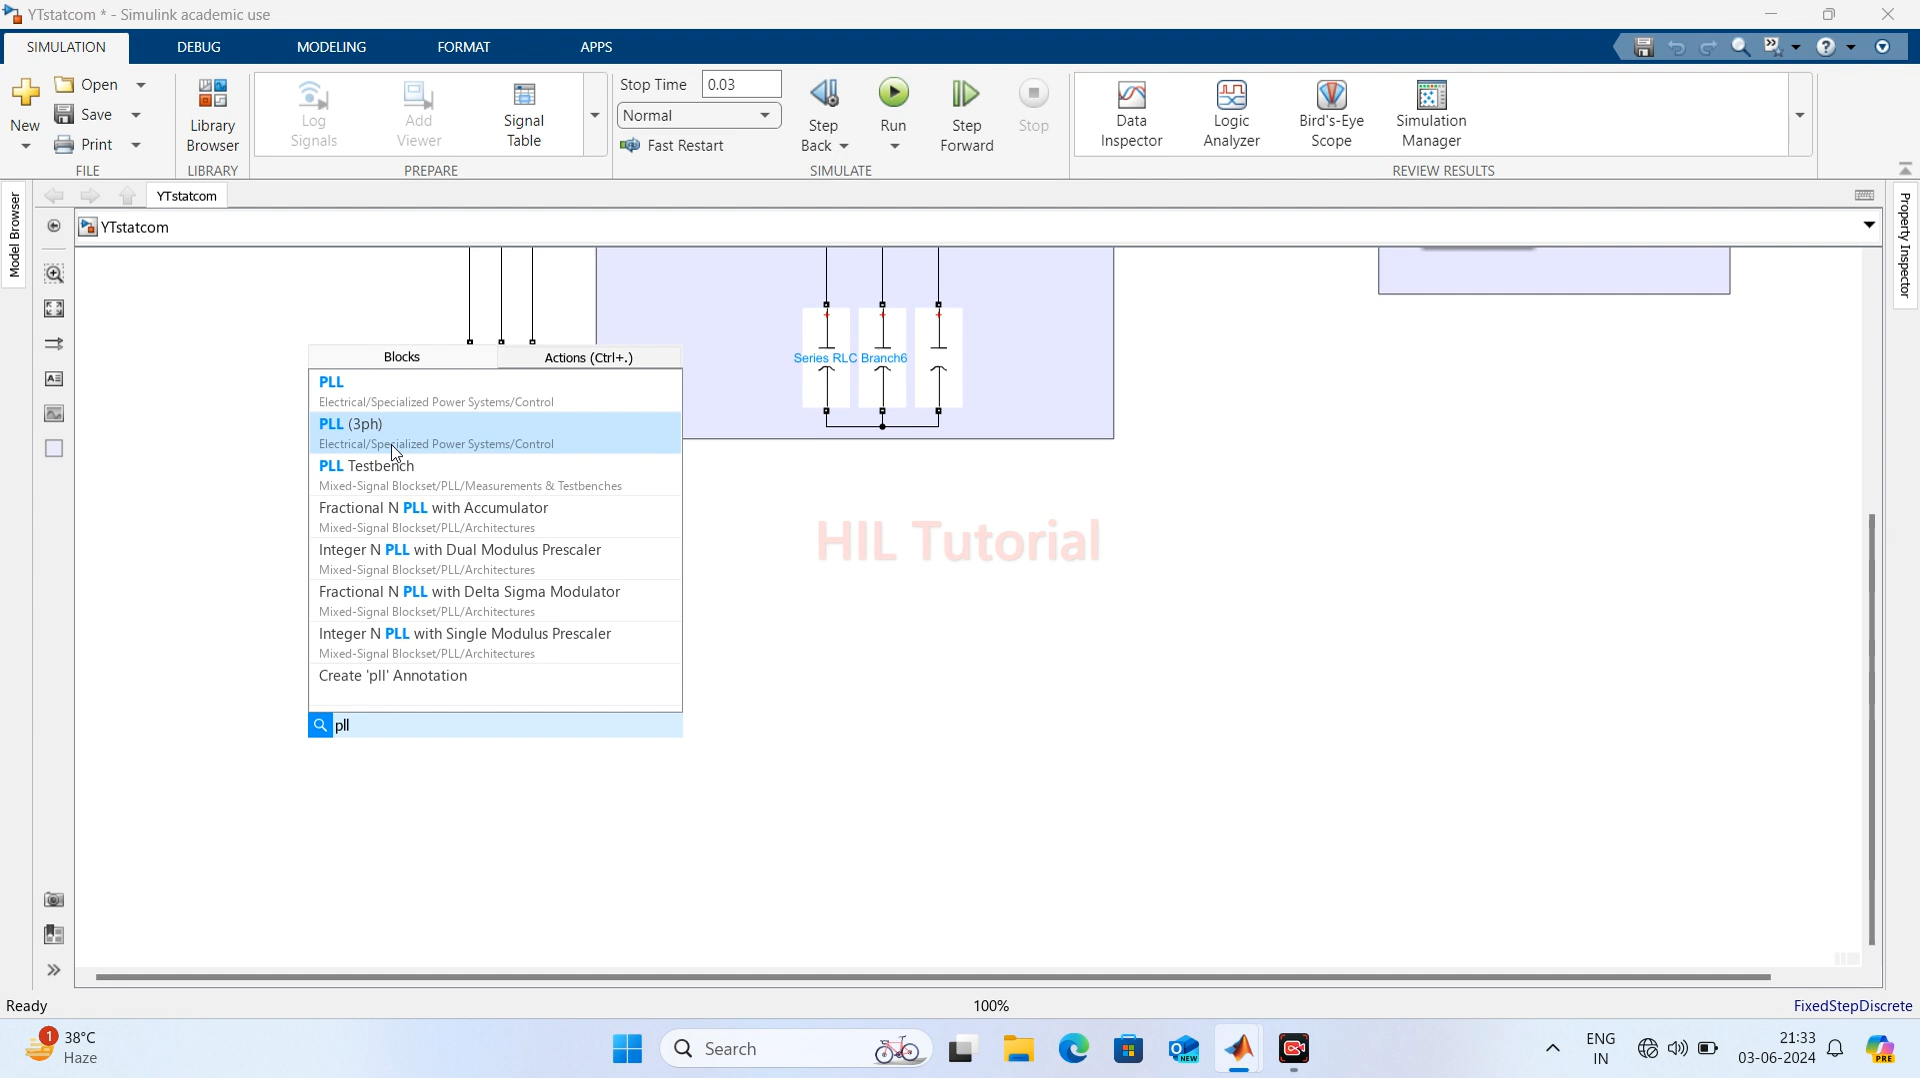 YTstatcom * - Simulink academic use
SIMULATION DEBUG MODELING FORMAT APPS
New
Open
Save
Print
FILE
Library
Browser
LIBRARY
Log
Signals
Add
Viewer
Signal
Table
PREPARE
Stop Time 0.03
Normal
Fast Restart
Step
Back
Run
Step
Forward
Stop
SIMULATE
Data
Inspector
Logic
Analyzer
Bird's-Eye
Scope
Simulation
Manager
REVIEW RESULTS
Model Browser
YTstatcom
YTstatcom
Property Inspector
Series RLC Branch6
Blocks Actions (Ctrl+.)
PLL
Electrical/Specialized Power Systems/Control
PLL (3ph)
Electrical/Specialized Power Systems/Control
PLL Testbench
Mixed-Signal Blockset/PLL/Measurements & Testbenches
Fractional N PLL with Accumulator
Mixed-Signal Blockset/PLL/Architectures
Integer N PLL with Dual Modulus Prescaler
Mixed-Signal Blockset/PLL/Architectures
Fractional N PLL with Delta Sigma Modulator
Mixed-Signal Blockset/PLL/Architectures
Integer N PLL with Single Modulus Prescaler
Mixed-Signal Blockset/PLL/Architectures
Create 'pll' Annotation
pll
HIL Tutorial
Ready 100% FixedStepDiscrete
1
38°C
Haze
Search
NEW
ENG
IN
21:33
03-06-2024
PRE